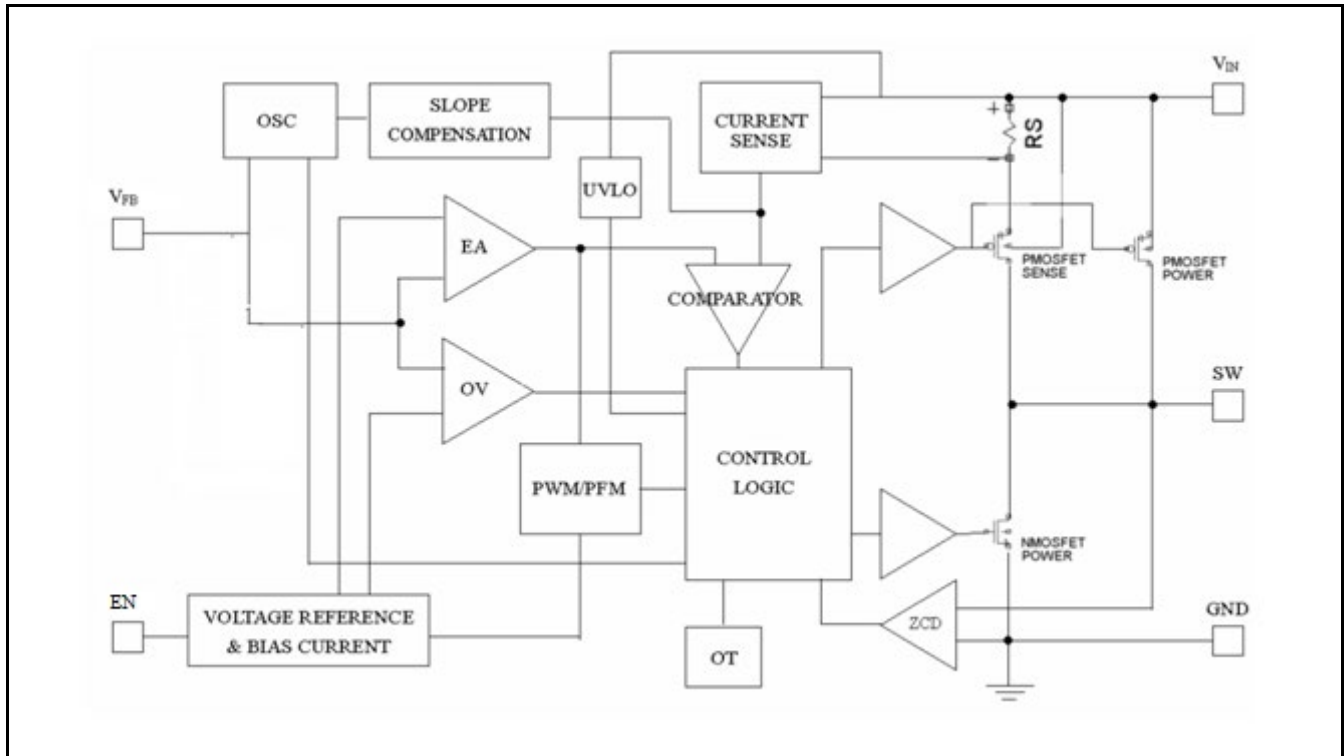 V_IN
OSC
SLOPE
COMPENSATION
CURRENT
SENSE
+
-
RS
UVLO
V_FB
EA
PMOSFET
SENSE
PMOSFET
POWER
COMPARATOR
OV
SW
CONTROL
LOGIC
PWM/PFM
NMOSFET
POWER
EN
VOLTAGE REFERENCE
& BIAS CURRENT
ZCD
GND
OT